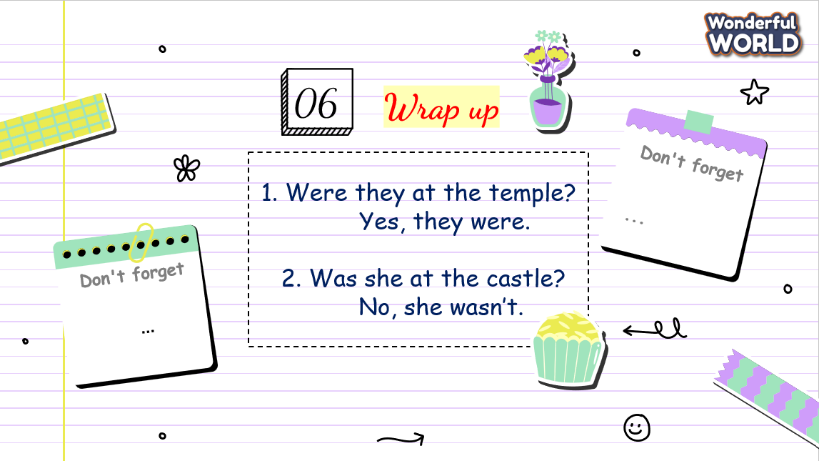 Wonderful
WORLD
06
Wrap up
Don't forget
...
1. Were they at the temple?
Yes, they were.
2. Was she at the castle?
No, she wasn't.
Don't forget
...